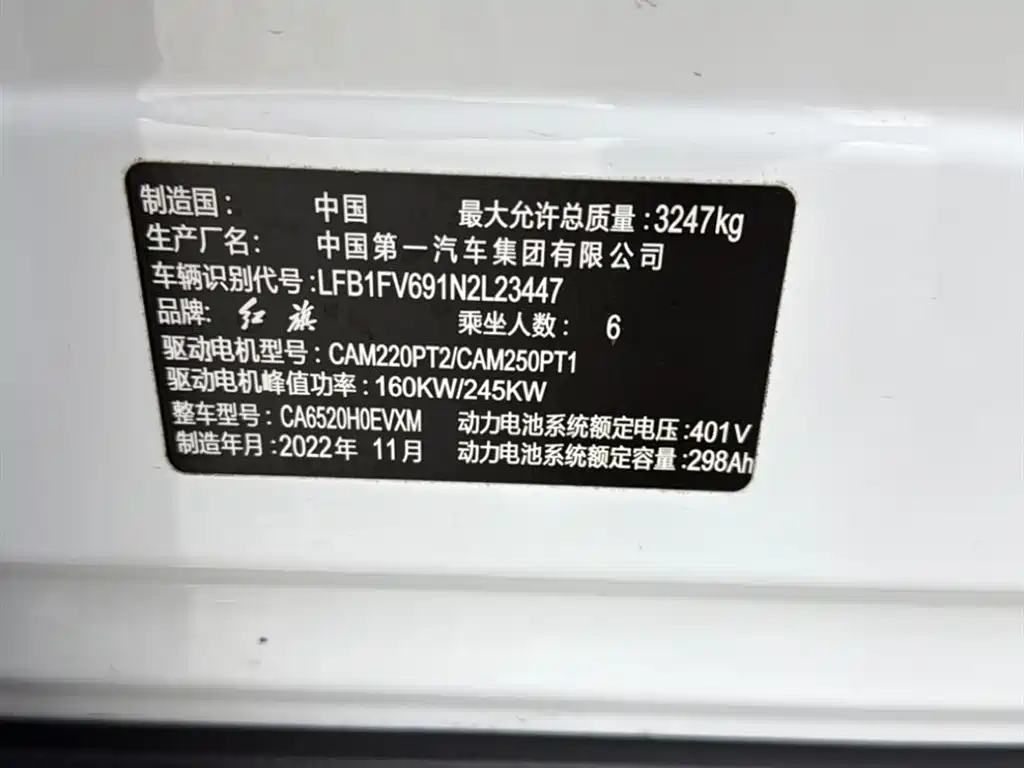 制造国： 中国 最大允许总质量：3247kg
生产厂名： 中国第一汽车集团有限公司
车辆识别代号：LFB1FV691N2L23447
品牌：红旗 乘坐人数： 6
驱动电机型号：CAM220PT2/CAM250PT1
驱动电机峰值功率：160KW/245KW
整车型号：CA6520H0EVXM 动力电池系统额定电压：401V
制造年月：2022年 11月 动力电池系统额定容量：298Ah